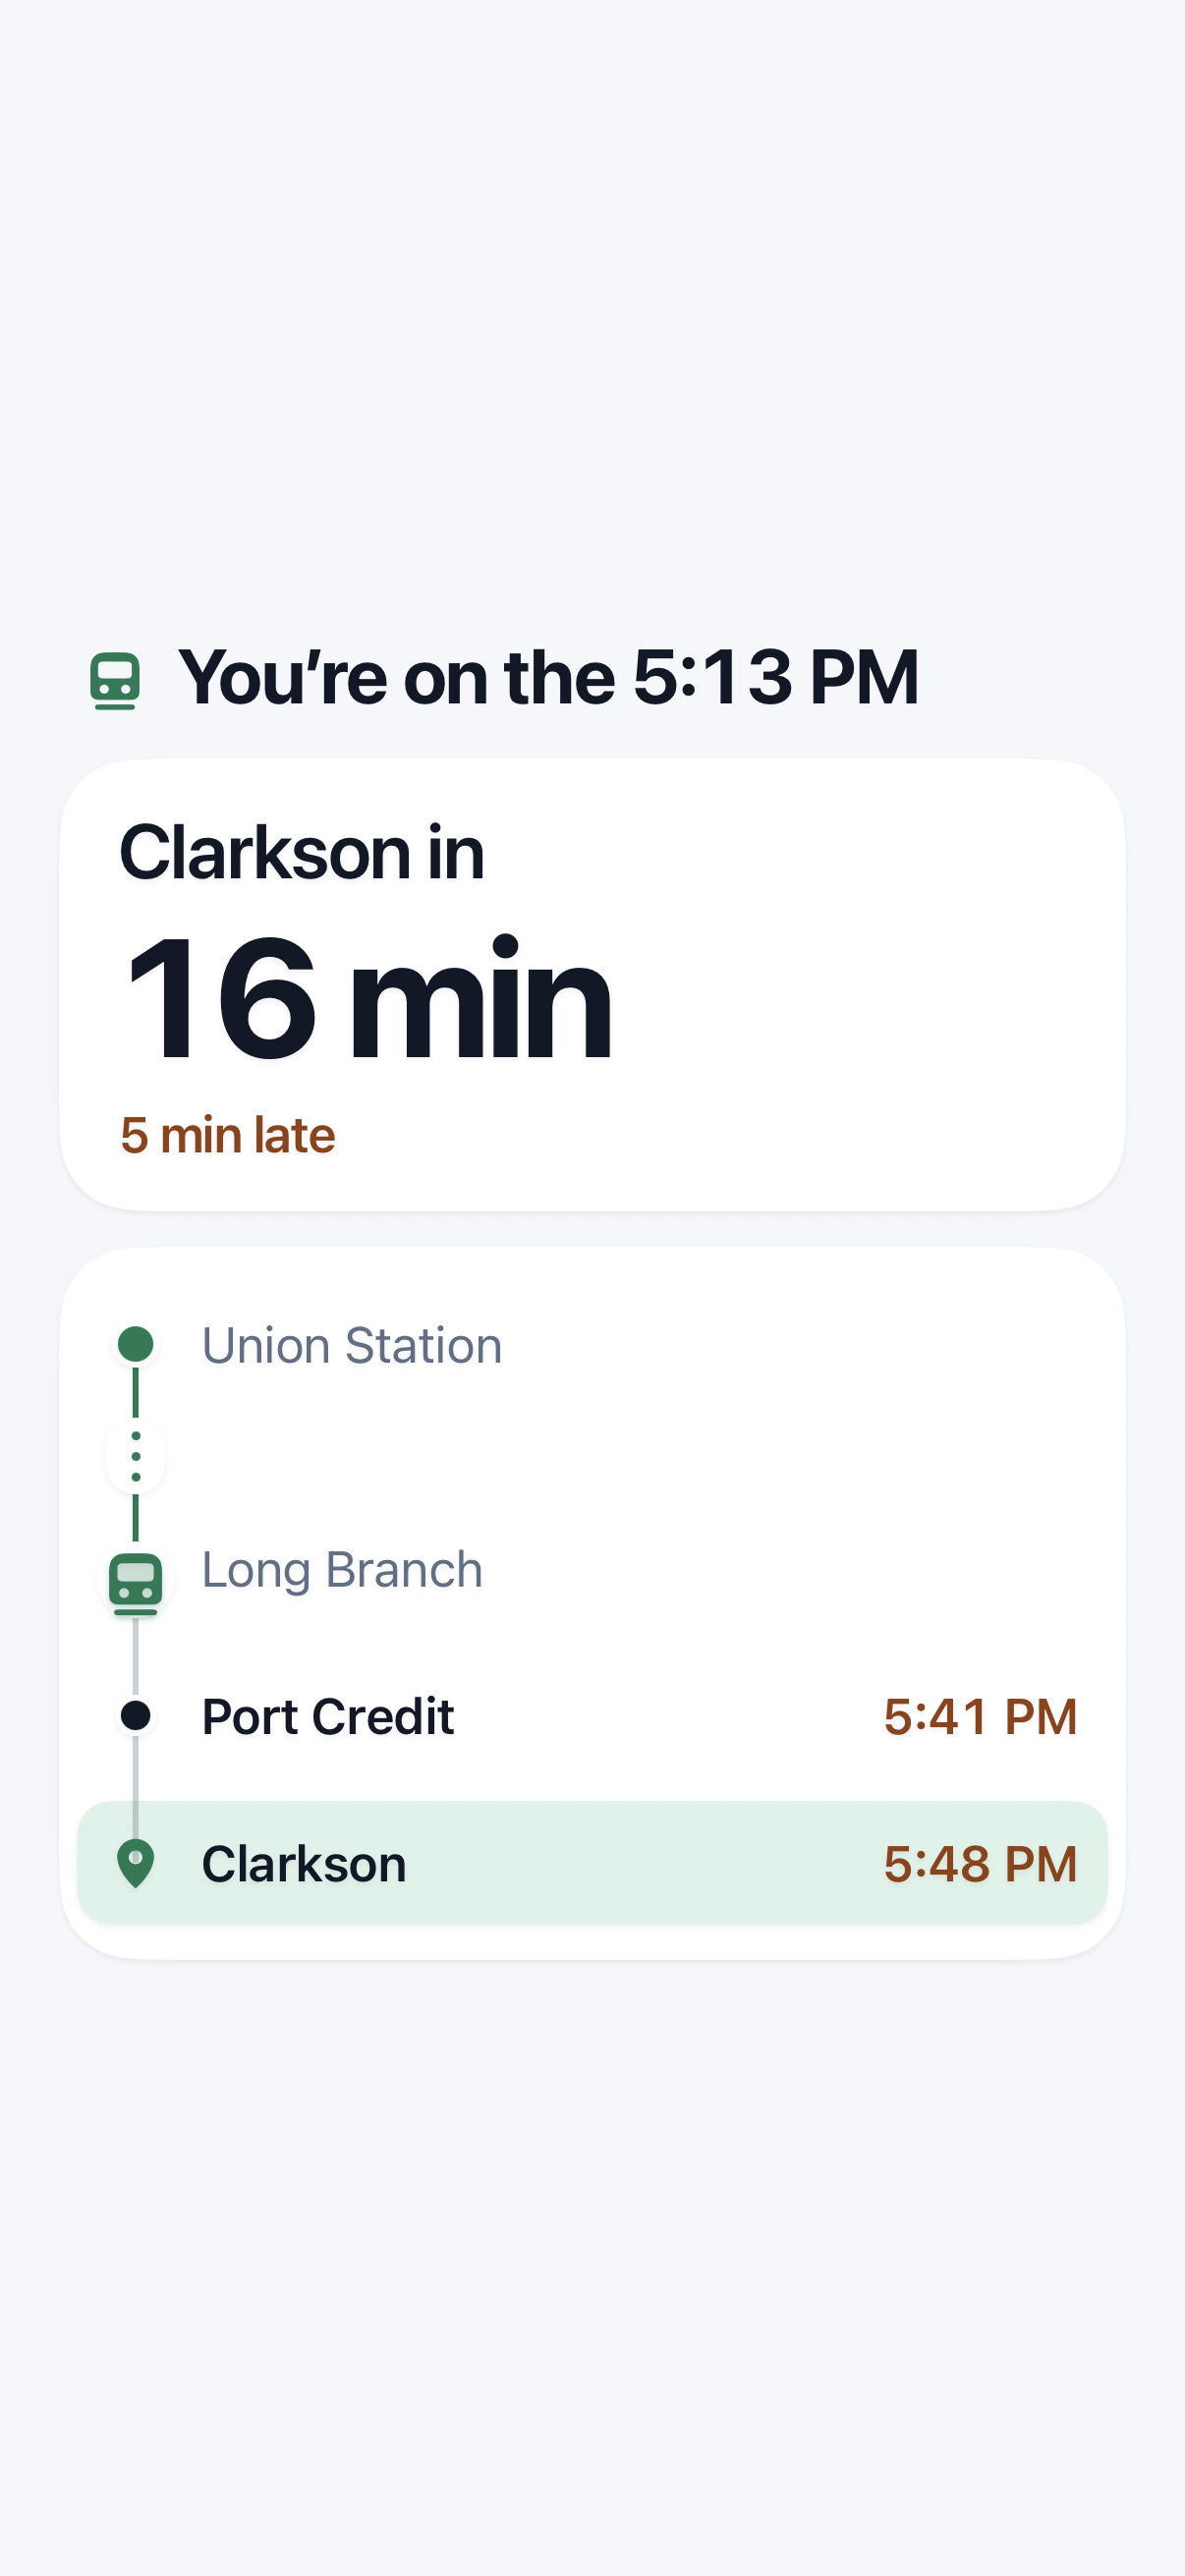 You’re on the 5:13 PM
Clarkson in
16 min
5 min late
Union Station
Long Branch
Port Credit 5:41 PM
Clarkson 5:48 PM